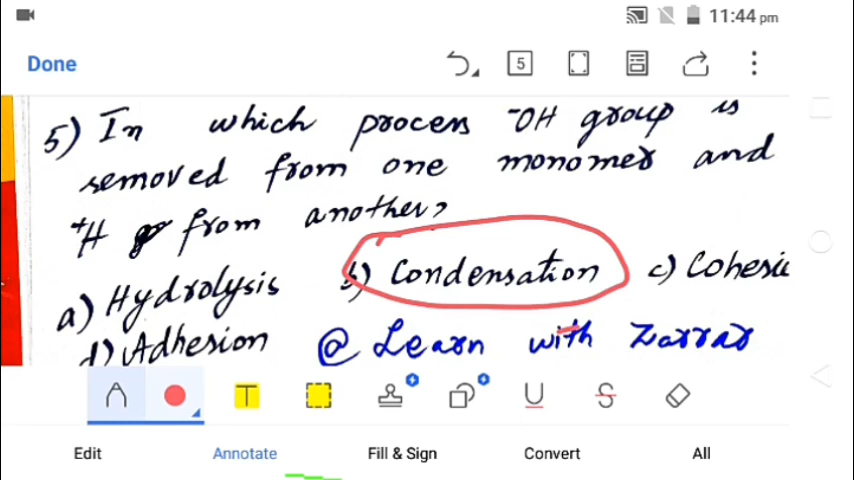 11:44 pm
Done
5
5) In which process -OH group is
removed from one monomer and
+H from another?
a) Hydrolysis b) Condensation c) Cohesio
d) Adhesion @ Learn with Zarrar
T U S
Edit Annotate Fill & Sign Convert All